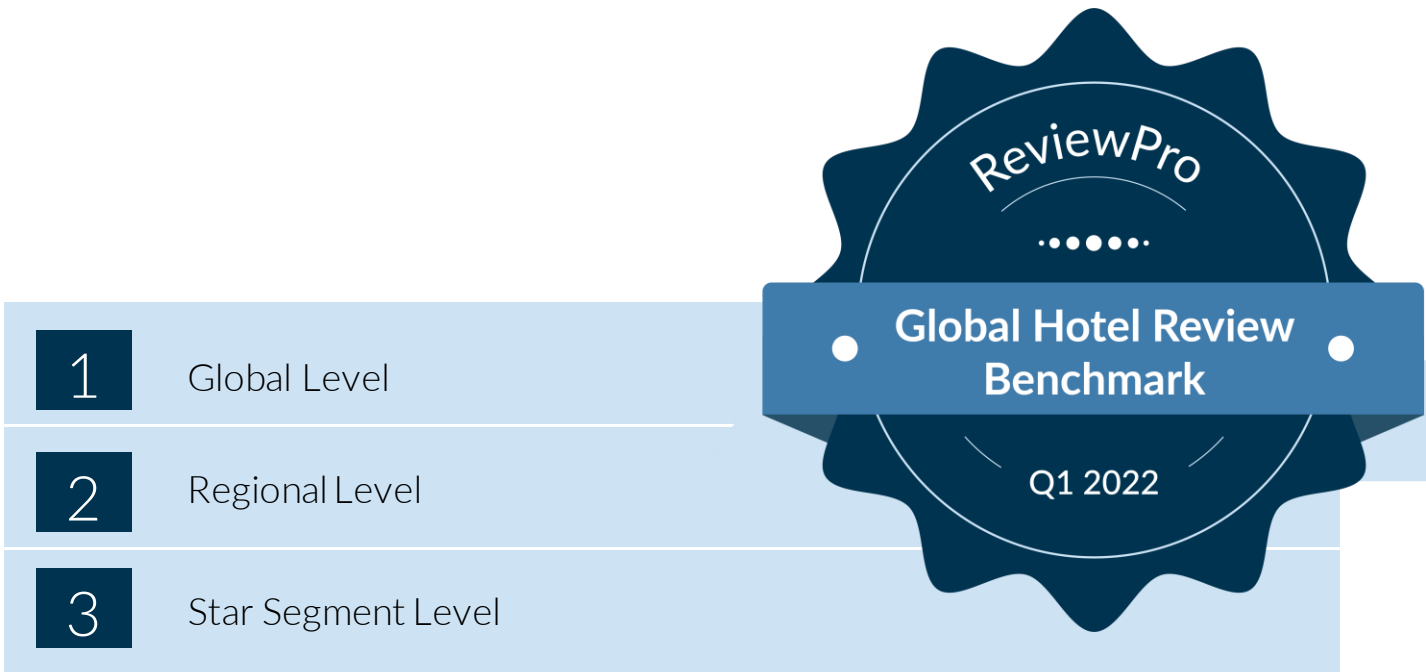 ReviewPro
Global Hotel Review
Benchmark
Q1 2022
1 Global Level
2 Regional Level
3 Star Segment Level